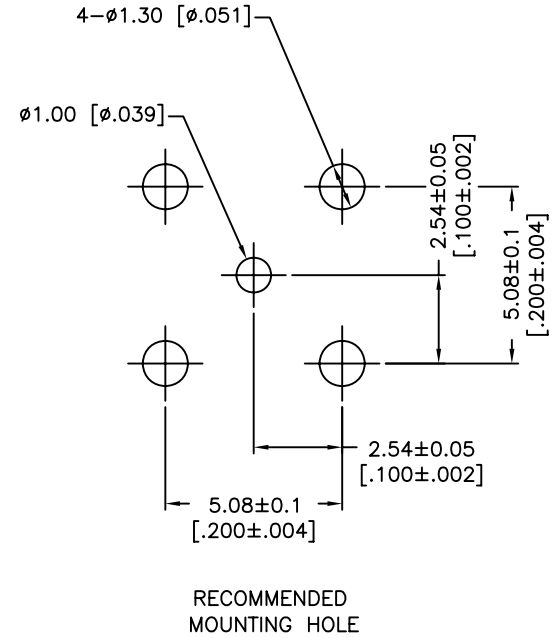 4-ø1.30 [ø.051]
ø1.00 [ø.039]
2.54±0.05
[.100±.002]
5.08±0.1
[.200±.004]
2.54±0.05
[.100±.002]
5.08±0.1
[.200±.004]
RECOMMENDED
MOUNTING HOLE